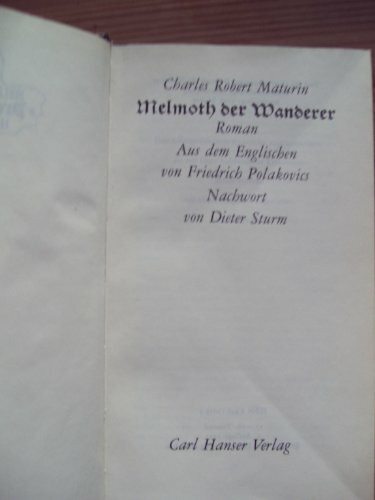 Charles Robert Maturin
Melmoth der Wanderer
Roman
Aus dem Englischen
von Friedrich Polakovics
Nachwort
von Dieter Sturm
Carl Hanser Verlag